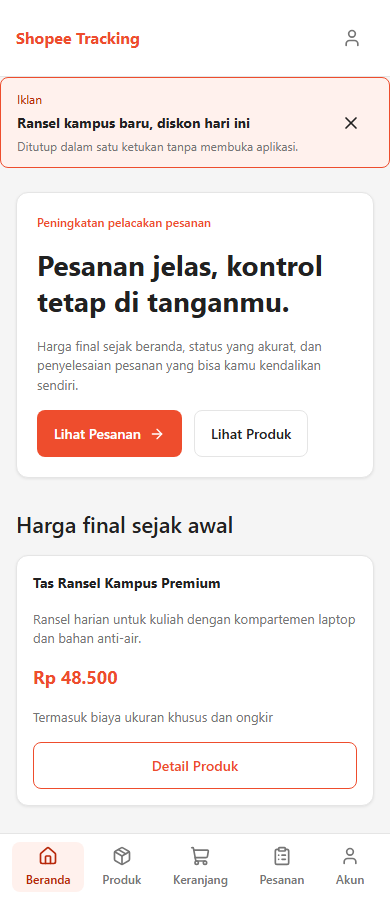 Shopee Tracking
Iklan
Ransel kampus baru, diskon hari ini
Ditutup dalam satu ketukan tanpa membuka aplikasi.
Peningkatan pelacakan pesanan
Pesanan jelas, kontrol
tetap di tanganmu.
Harga final sejak beranda, status yang akurat, dan
penyelesaian pesanan yang bisa kamu kendalikan
sendiri.
Lihat Pesanan
Lihat Produk
Harga final sejak awal
Tas Ransel Kampus Premium
Ransel harian untuk kuliah dengan kompartemen laptop
dan bahan anti-air.
Rp 48.500
Termasuk biaya ukuran khusus dan ongkir
Detail Produk
Beranda
Produk
Keranjang
Pesanan
Akun